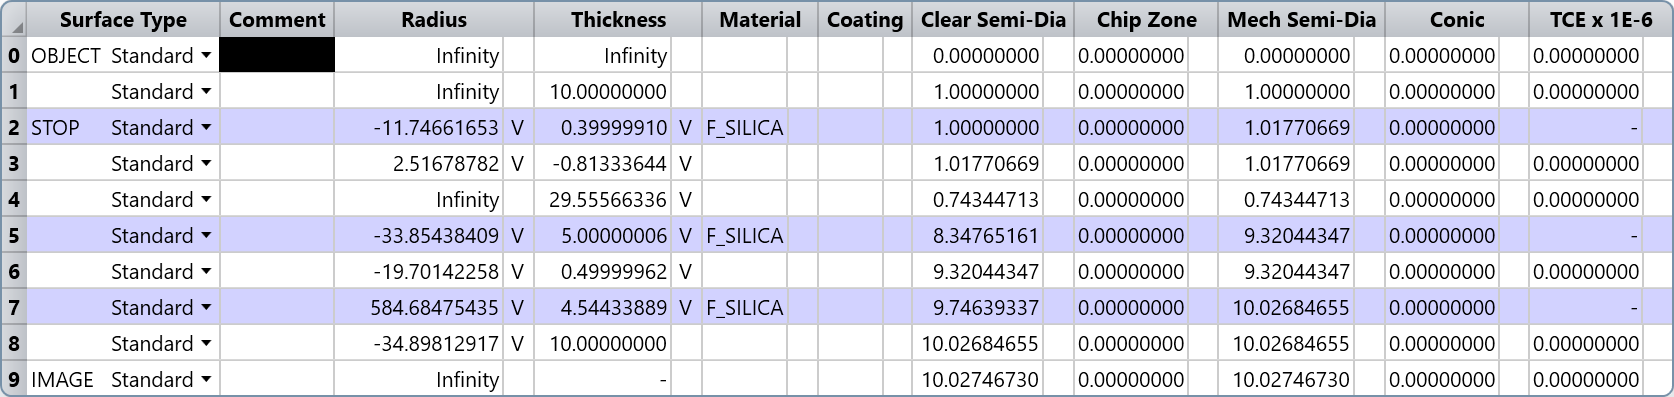 Surface Type Comment Radius Thickness Material Coating Clear Semi-Dia Chip Zone Mech Semi-Dia Conic TCE x 1E-6
0 OBJECT Standard Infinity Infinity 0.00000000 0.00000000 0.00000000 0.00000000 0.00000000
1 Standard Infinity 10.00000000 1.00000000 0.00000000 1.00000000 0.00000000 0.00000000
2 STOP Standard -11.74661653 V 0.39999910 V F_SILICA 1.00000000 0.00000000 1.01770669 0.00000000 -
3 Standard 2.51678782 V -0.81333644 V 1.01770669 0.00000000 1.01770669 0.00000000 0.00000000
4 Standard Infinity 29.55566336 V 0.74344713 0.00000000 0.74344713 0.00000000 0.00000000
5 Standard -33.85438409 V 5.00000006 V F_SILICA 8.34765161 0.00000000 9.32044347 0.00000000 -
6 Standard -19.70142258 V 0.49999962 V 9.32044347 0.00000000 9.32044347 0.00000000 0.00000000
7 Standard 584.68475435 V 4.54433889 V F_SILICA 9.74639337 0.00000000 10.02684655 0.00000000 -
8 Standard -34.89812917 V 10.00000000 10.02684655 0.00000000 10.02684655 0.00000000 0.00000000
9 IMAGE Standard Infinity - 10.02746730 0.00000000 10.02746730 0.00000000 0.00000000